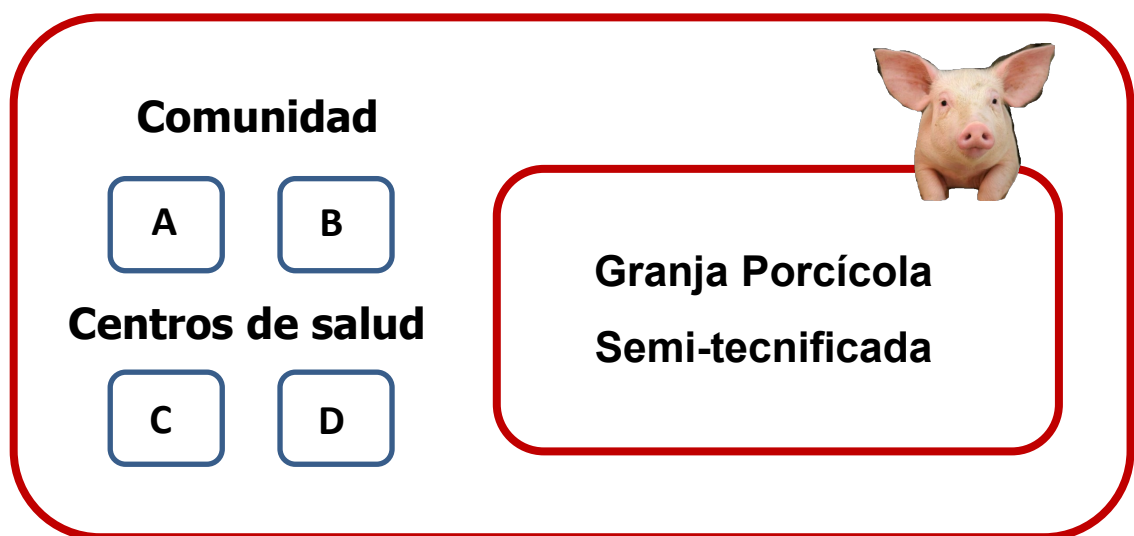 Comunidad
A B
Centros de salud
C D
Granja Porcícola
Semi-tecnificada